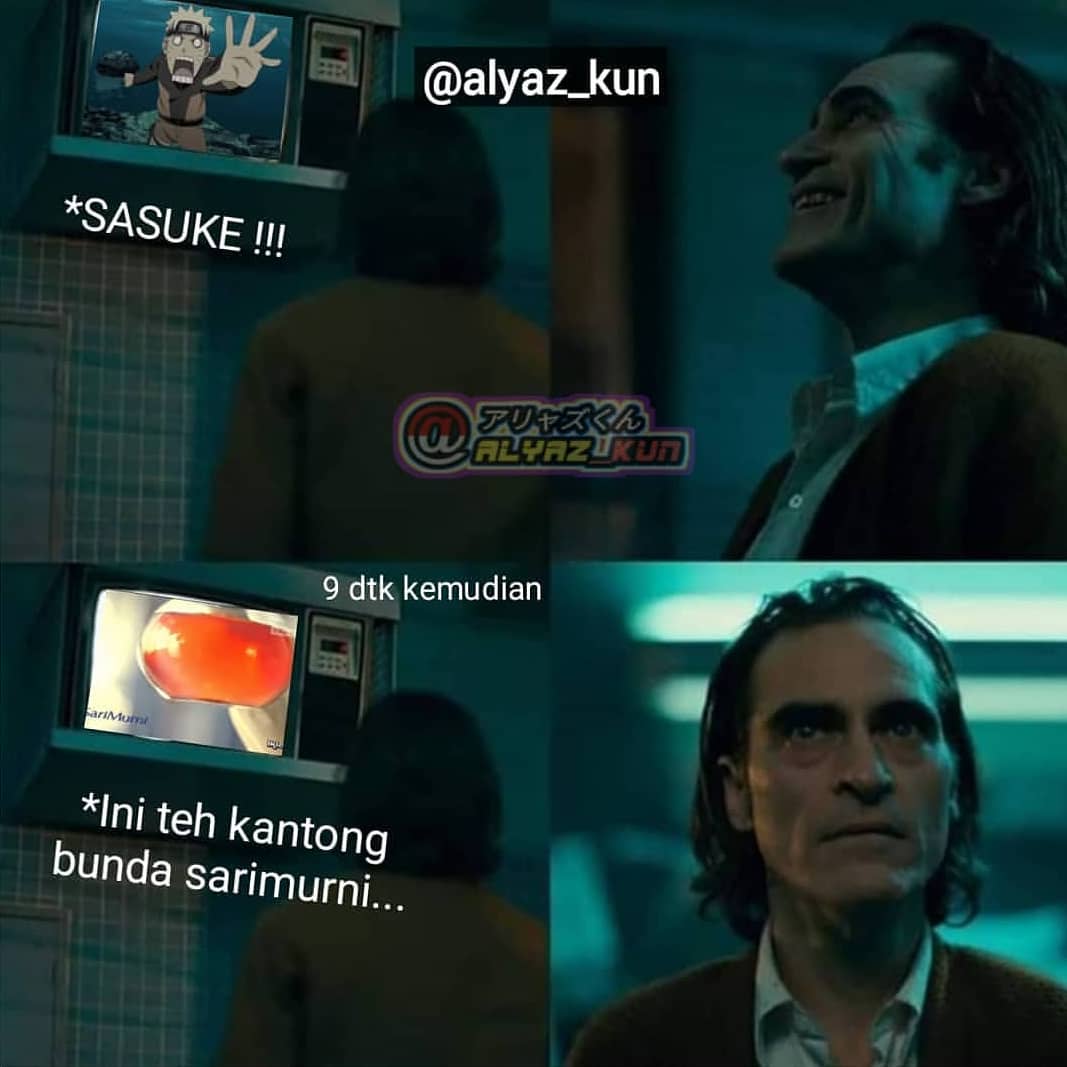 @alyaz_kun
*SASUKE !!!
アリャズくん
@ALYAZ_KUN
9 dtk kemudian
SariMurni
*Ini teh kantong
bunda sarimurni...